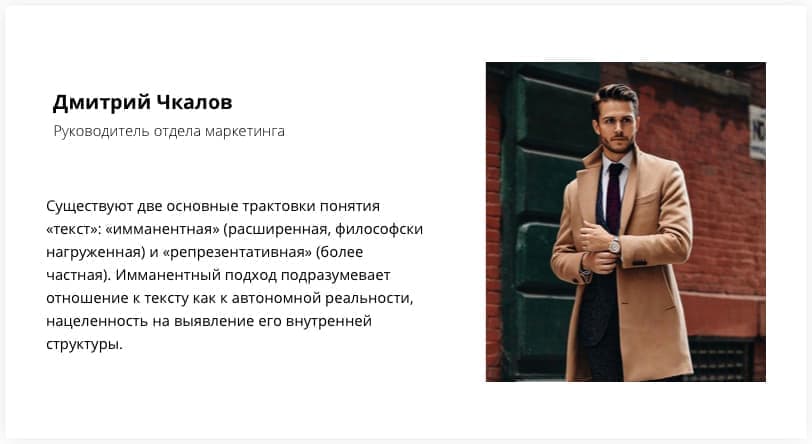 Дмитрий Чкалов
Руководитель отдела маркетинга
Существуют две основные трактовки понятия
«текст»: «имманентная» (расширенная, философски
нагруженная) и «репрезентативная» (более
частная). Имманентный подход подразумевает
отношение к тексту как к автономной реальности,
нацеленность на выявление его внутренней
структуры.